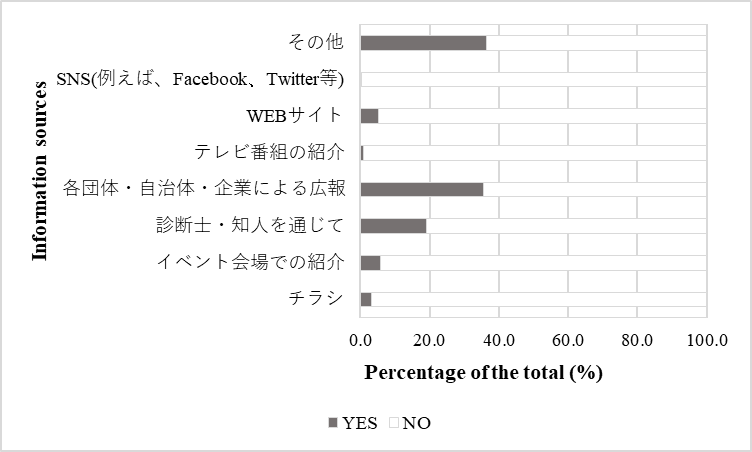 Information sources
その他
SNS(例えば、Facebook、Twitter等)
WEBサイト
テレビ番組の紹介
各団体・自治体・企業による広報
診断士・知人を通じて
イベント会場での紹介
チラシ
0.0 20.0 40.0 60.0 80.0 100.0
Percentage of the total (%)
YES NO